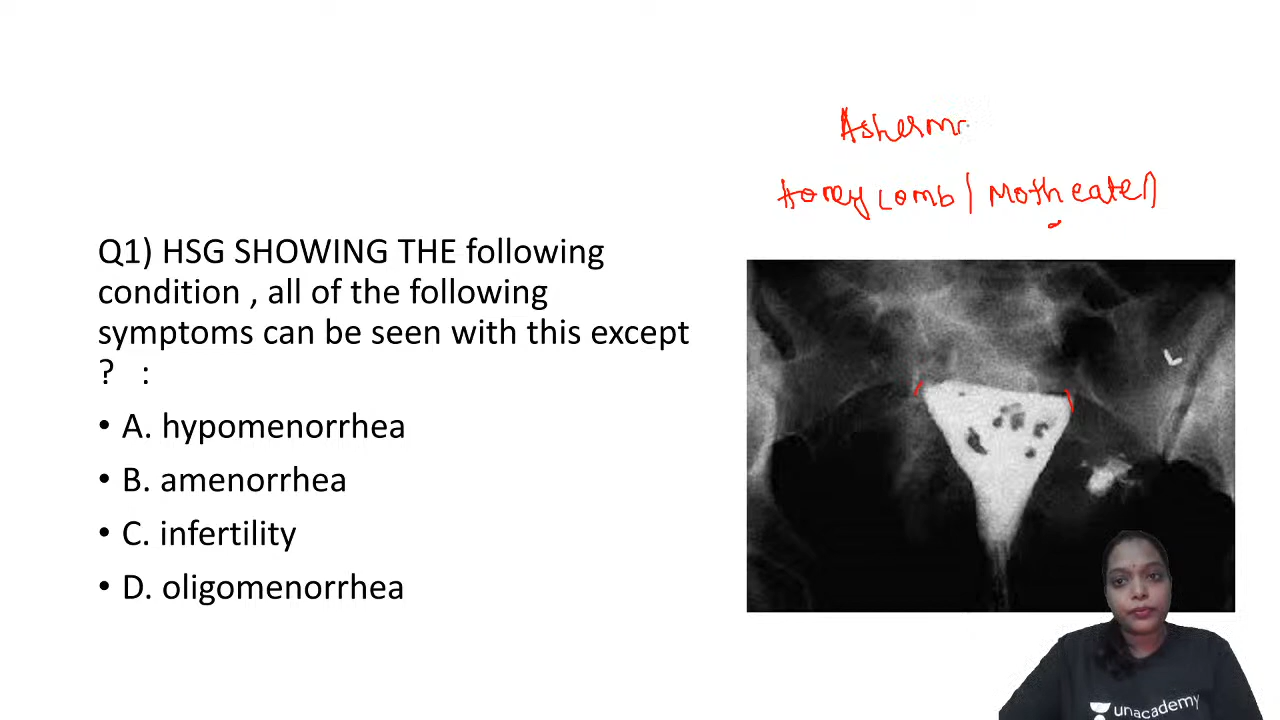 Asherma
Honey comb / Moth eaten
Q1) HSG SHOWING THE following
condition , all of the following
symptoms can be seen with this except
? :
• A. hypomenorrhea
• B. amenorrhea
• C. infertility
• D. oligomenorrhea
L
unacademy